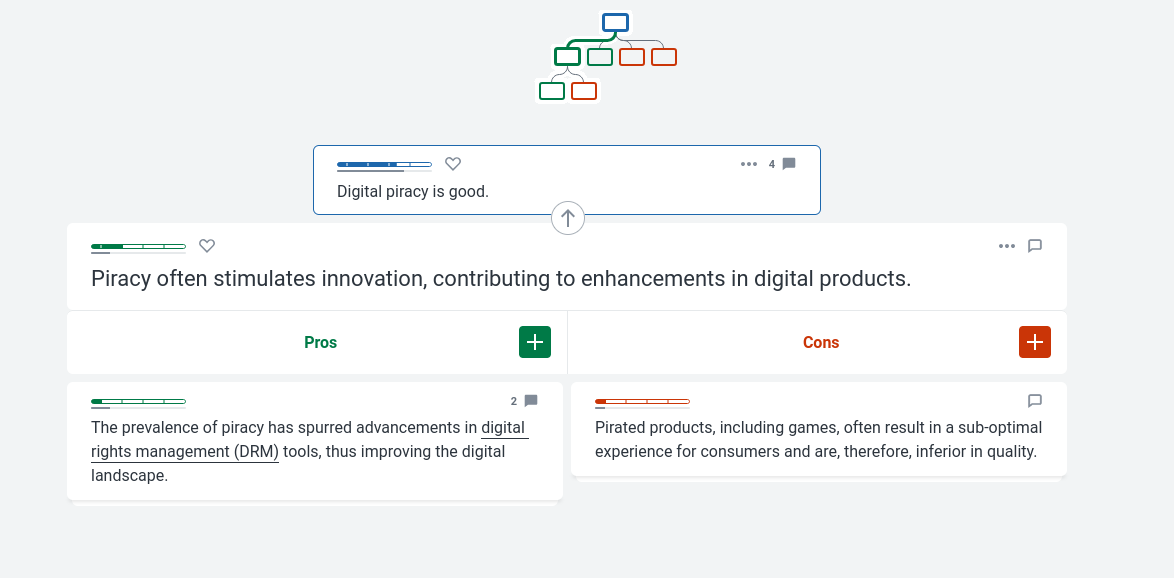 4
Digital piracy is good.
Piracy often stimulates innovation, contributing to enhancements in digital products.
Pros
Cons
2
The prevalence of piracy has spurred advancements in digital
rights management (DRM) tools, thus improving the digital
landscape.
Pirated products, including games, often result in a sub-optimal
experience for consumers and are, therefore, inferior in quality.